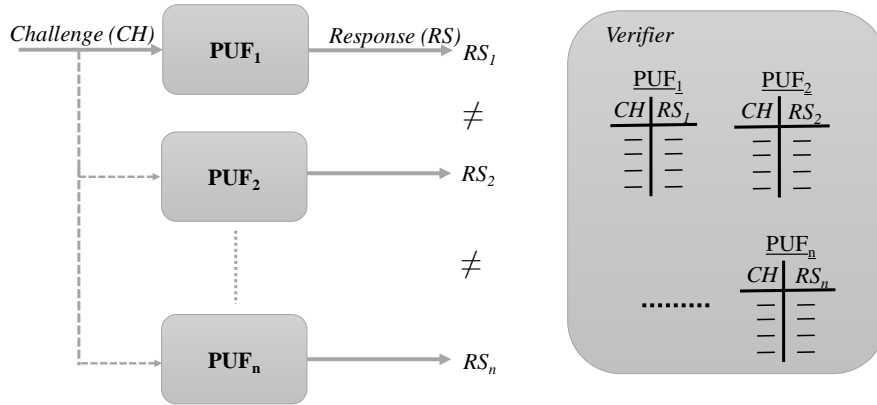 Challenge (CH)
PUF₁
Response (RS)
RS₁
≠
PUF₂
RS₂
≠
PUFₙ
RSₙ
Verifier
PUF₁
CH RS₁
PUF₂
CH RS₂
PUFₙ
CH RSₙ